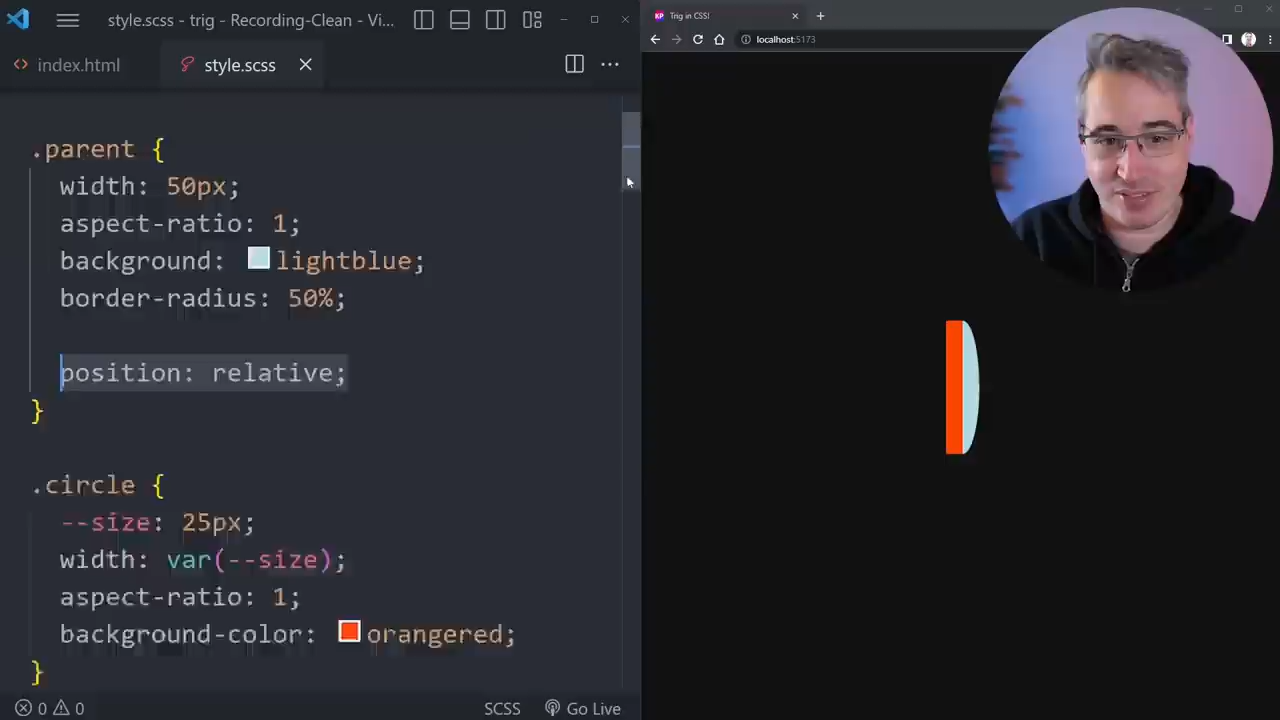 style.scss - trig - Recording-Clean - Vi...
index.html
style.scss
.parent {
width: 50px;
aspect-ratio: 1;
background: lightblue;
border-radius: 50%;
position: relative;
}
.circle {
--size: 25px;
width: var(--size);
aspect-ratio: 1;
background-color: orangered;
}
0 0
SCSS
Go Live
KP
Trig in CSS!
localhost:5173